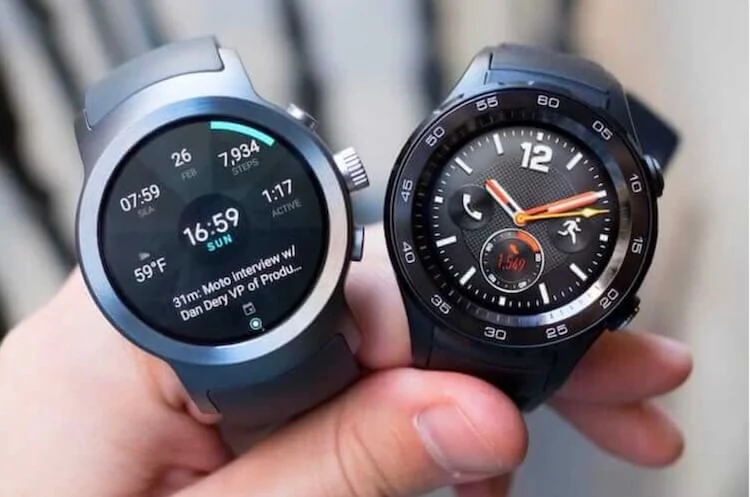 26
FEB
7,934
STEPS
07:59
SEA
1:17
ACTIVE
16:59
SUN
59°F
31m: Moto interview w/
Dan Dery VP of Produ...
60
05
10
15
20
25
30
35
40
45
50
55
12
1,549